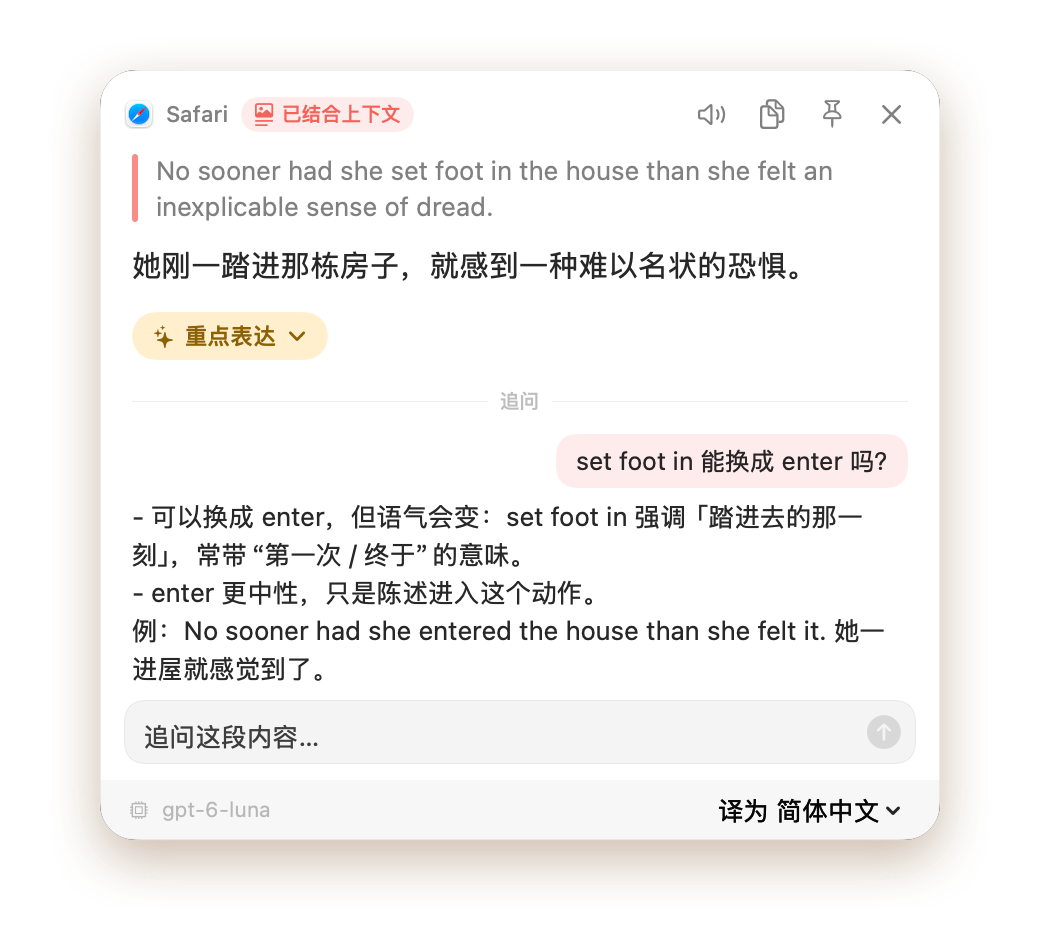 Safari
已结合上下文
No sooner had she set foot in the house than she felt an
inexplicable sense of dread.
她刚一踏进那栋房子，就感到一种难以名状的恐惧。
重点表达
追问
set foot in 能换成 enter 吗?
- 可以换成 enter，但语气会变：set foot in 强调「踏进去的那一
刻」，常带 “第一次 / 终于” 的意味。
- enter 更中性，只是陈述进入这个动作。
例：No sooner had she entered the house than she felt it. 她一
进屋就感觉到了。
追问这段内容...
gpt-6-luna
译为 简体中文